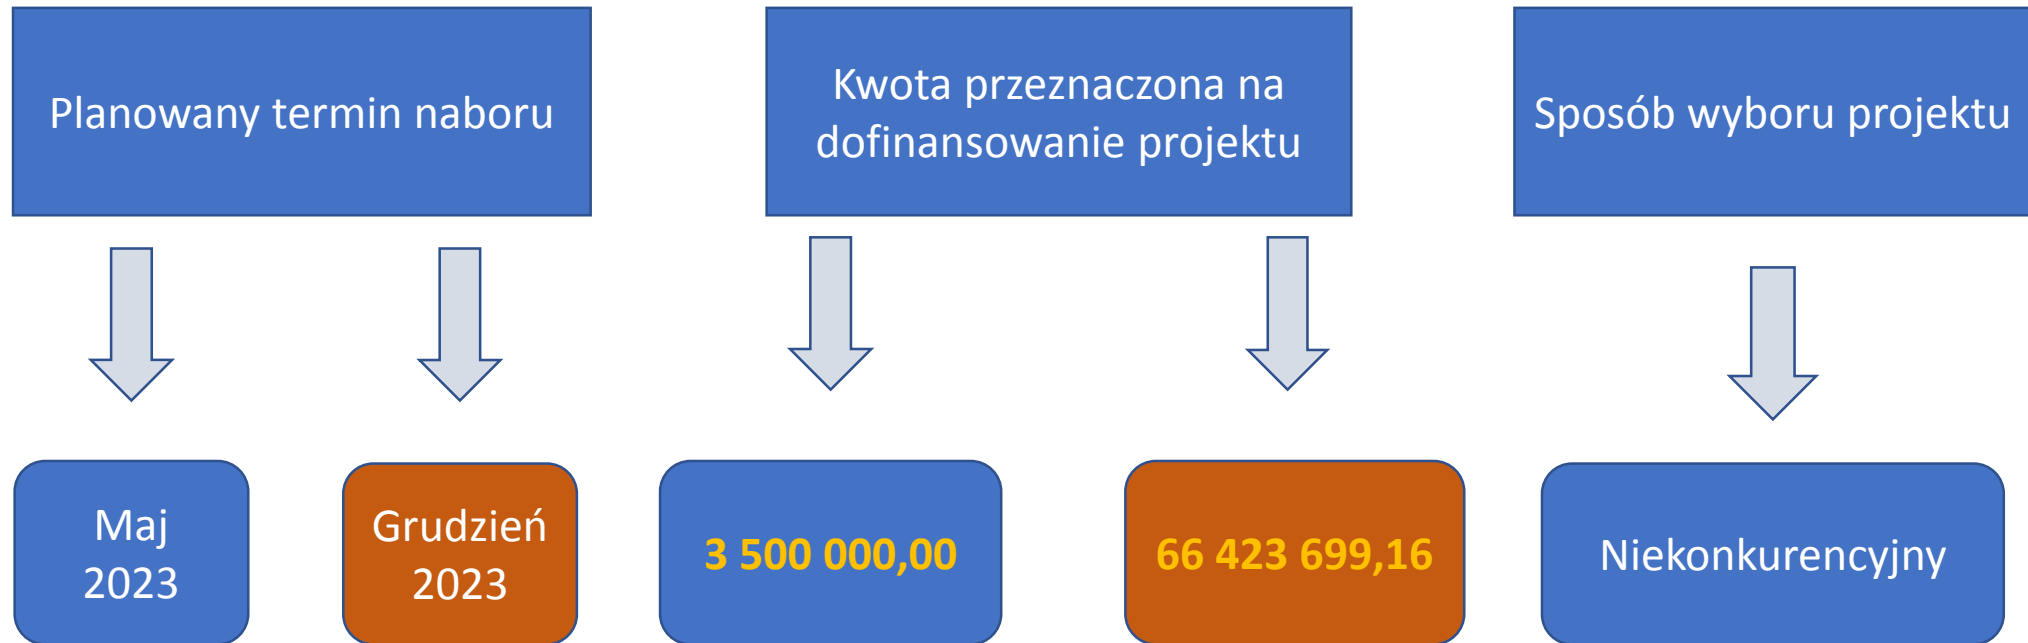 Planowany termin naboru
Kwota przeznaczona na
dofinansowanie projektu
Sposób wyboru projektu
Maj
2023
Grudzień
2023
3 500 000,00
66 423 699,16
Niekonkurencyjny